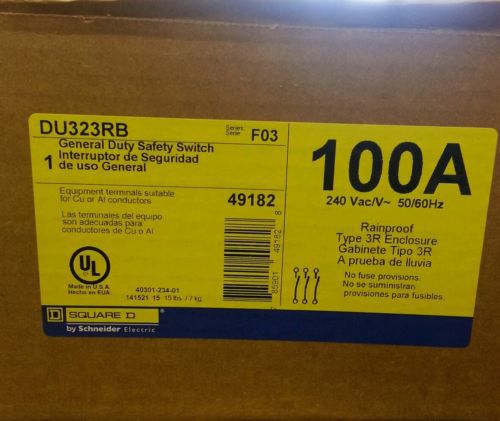 DU323RB
Series:
Serie:
F03
1
General Duty Safety Switch
Interruptor de Seguridad
de uso General
Equipment terminals suitable
for Cu or Al conductors
49182
Las terminales del equipo
son adecuadas para
conductores de Cu o Al
UL
Made in U.S.A.
Hecho en EUA
40301-234-01
141521 15 15 lbs. / 7 kg
7 85901 49182 8
100A
240 Vac/V~ 50/60Hz
Rainproof
Type 3R Enclosure
Gabinete Tipo 3R
A prueba de lluvia
No fuse provisions.
No se suministran
provisiones para fusibles.
SQUARE D
by Schneider Electric